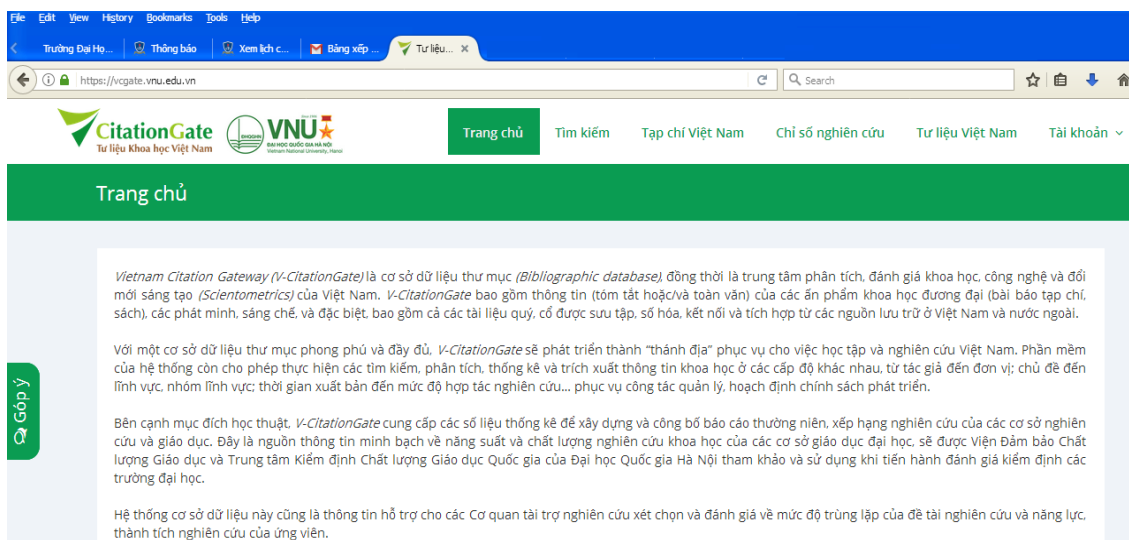 File Edit View History Bookmarks Tools Help
Trường Đại Họ... Thông báo Xem lịch c... Bảng xếp ... Tư liệu... ×
https://vcgate.vnu.edu.vn Search
CitationGate
Tư liệu Khoa học Việt Nam
ĐHQGHN
VNU
ĐẠI HỌC QUỐC GIA HÀ NỘI
Vietnam National University, Hanoi
Trang chủ Tìm kiếm Tạp chí Việt Nam Chỉ số nghiên cứu Tư liệu Việt Nam Tài khoản
Trang chủ
Vietnam Citation Gateway (V-CitationGate) là cơ sở dữ liệu thư mục (Bibliographic database), đồng thời là trung tâm phân tích, đánh giá khoa học, công nghệ và đổi
mới sáng tạo (Scientometrics) của Việt Nam. V-CitationGate bao gồm thông tin (tóm tắt hoặc/và toàn văn) của các ấn phẩm khoa học đương đại (bài báo tạp chí,
sách), các phát minh, sáng chế, và đặc biệt, bao gồm cả các tài liệu quý, cổ được sưu tập, số hóa, kết nối và tích hợp từ các nguồn lưu trữ ở Việt Nam và nước ngoài.
Với một cơ sở dữ liệu thư mục phong phú và đầy đủ, V-CitationGate sẽ phát triển thành "thánh địa" phục vụ cho việc học tập và nghiên cứu Việt Nam. Phần mềm
của hệ thống còn cho phép thực hiện các tìm kiếm, phân tích, thống kê và trích xuất thông tin khoa học ở các cấp độ khác nhau, từ tác giả đến đơn vị; chủ đề đến
lĩnh vực, nhóm lĩnh vực; thời gian xuất bản đến mức độ hợp tác nghiên cứu... phục vụ công tác quản lý, hoạch định chính sách phát triển.
Góp ý
Bên cạnh mục đích học thuật, V-CitationGate cung cấp các số liệu thống kê để xây dựng và công bố báo cáo thường niên, xếp hạng nghiên cứu của các cơ sở nghiên
cứu và giáo dục. Đây là nguồn thông tin minh bạch về năng suất và chất lượng nghiên cứu khoa học của các cơ sở giáo dục đại học, sẽ được Viện Đảm bảo Chất
lượng Giáo dục và Trung tâm Kiểm định Chất lượng Giáo dục Quốc gia của Đại học Quốc gia Hà Nội tham khảo và sử dụng khi tiến hành đánh giá kiểm định các
trường đại học.
Hệ thống cơ sở dữ liệu này cũng là thông tin hỗ trợ cho các Cơ quan tài trợ nghiên cứu xét chọn và đánh giá về mức độ trùng lặp của đề tài nghiên cứu và năng lực,
thành tích nghiên cứu của ứng viên.